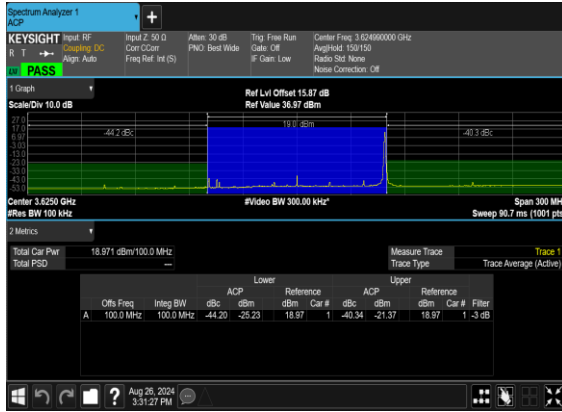 Spectrum Analyzer 1
ACP
+
KEYSIGHT Input: RF Input Z: 50 Ω Atten: 30 dB Trig: Free Run Center Freq: 3.624990000 GHz
R T Coupling: DC Corr CCorr PNO: Best Wide Gate: Off Avg|Hold: 150/150
Align: Auto Freq Ref: Int (S) IF Gain: Low Radio Std: None
Noise Correction: Off
PASS
1 Graph
Ref Lvl Offset 15.87 dB
Scale/Div 10.0 dB Ref Value 36.97 dBm
27.0
17.0
6.97
-3.03
-13.0
-23.0
-33.0
-43.0
-53.0
-44.2 dBc 19.0 dBm -40.3 dBc
Center 3.6250 GHz #Video BW 300.00 kHz* Span 300 MH
#Res BW 100 kHz Sweep 90.7 ms (1001 pts
2 Metrics
Total Car Pwr 18.971 dBm/100.0 MHz Measure Trace Trace 1
Total PSD --- Trace Type Trace Average (Active)
Lower Upper
ACP Reference ACP Reference
Offs Freq Integ BW dBc dBm dBm Car # dBc dBm dBm Car # Filter
A 100.0 MHz 100.0 MHz -44.20 -25.23 18.97 1 -40.34 -21.37 18.97 1 -3 dB
? Aug 26, 2024
3:31:27 PM